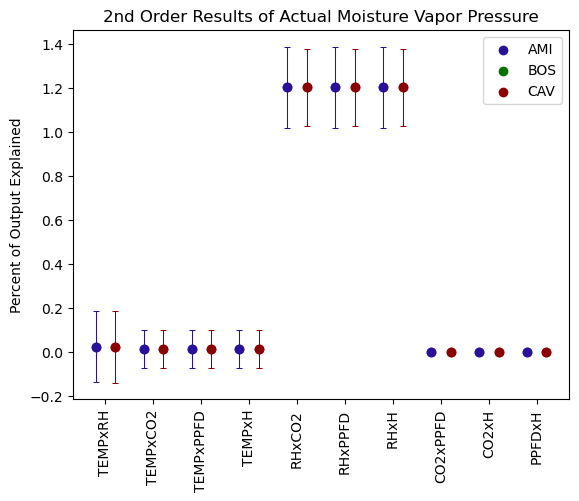 2nd Order Results of Actual Moisture Vapor Pressure
Percent of Output Explained
1.4
1.2
1.0
0.8
0.6
0.4
0.2
0.0
−0.2
AMI
BOS
CAV
TEMPxRH
TEMPxCO2
TEMPxPPFD
TEMPxH
RHxCO2
RHxPPFD
RHxH
CO2xPPFD
CO2xH
PPFDxH